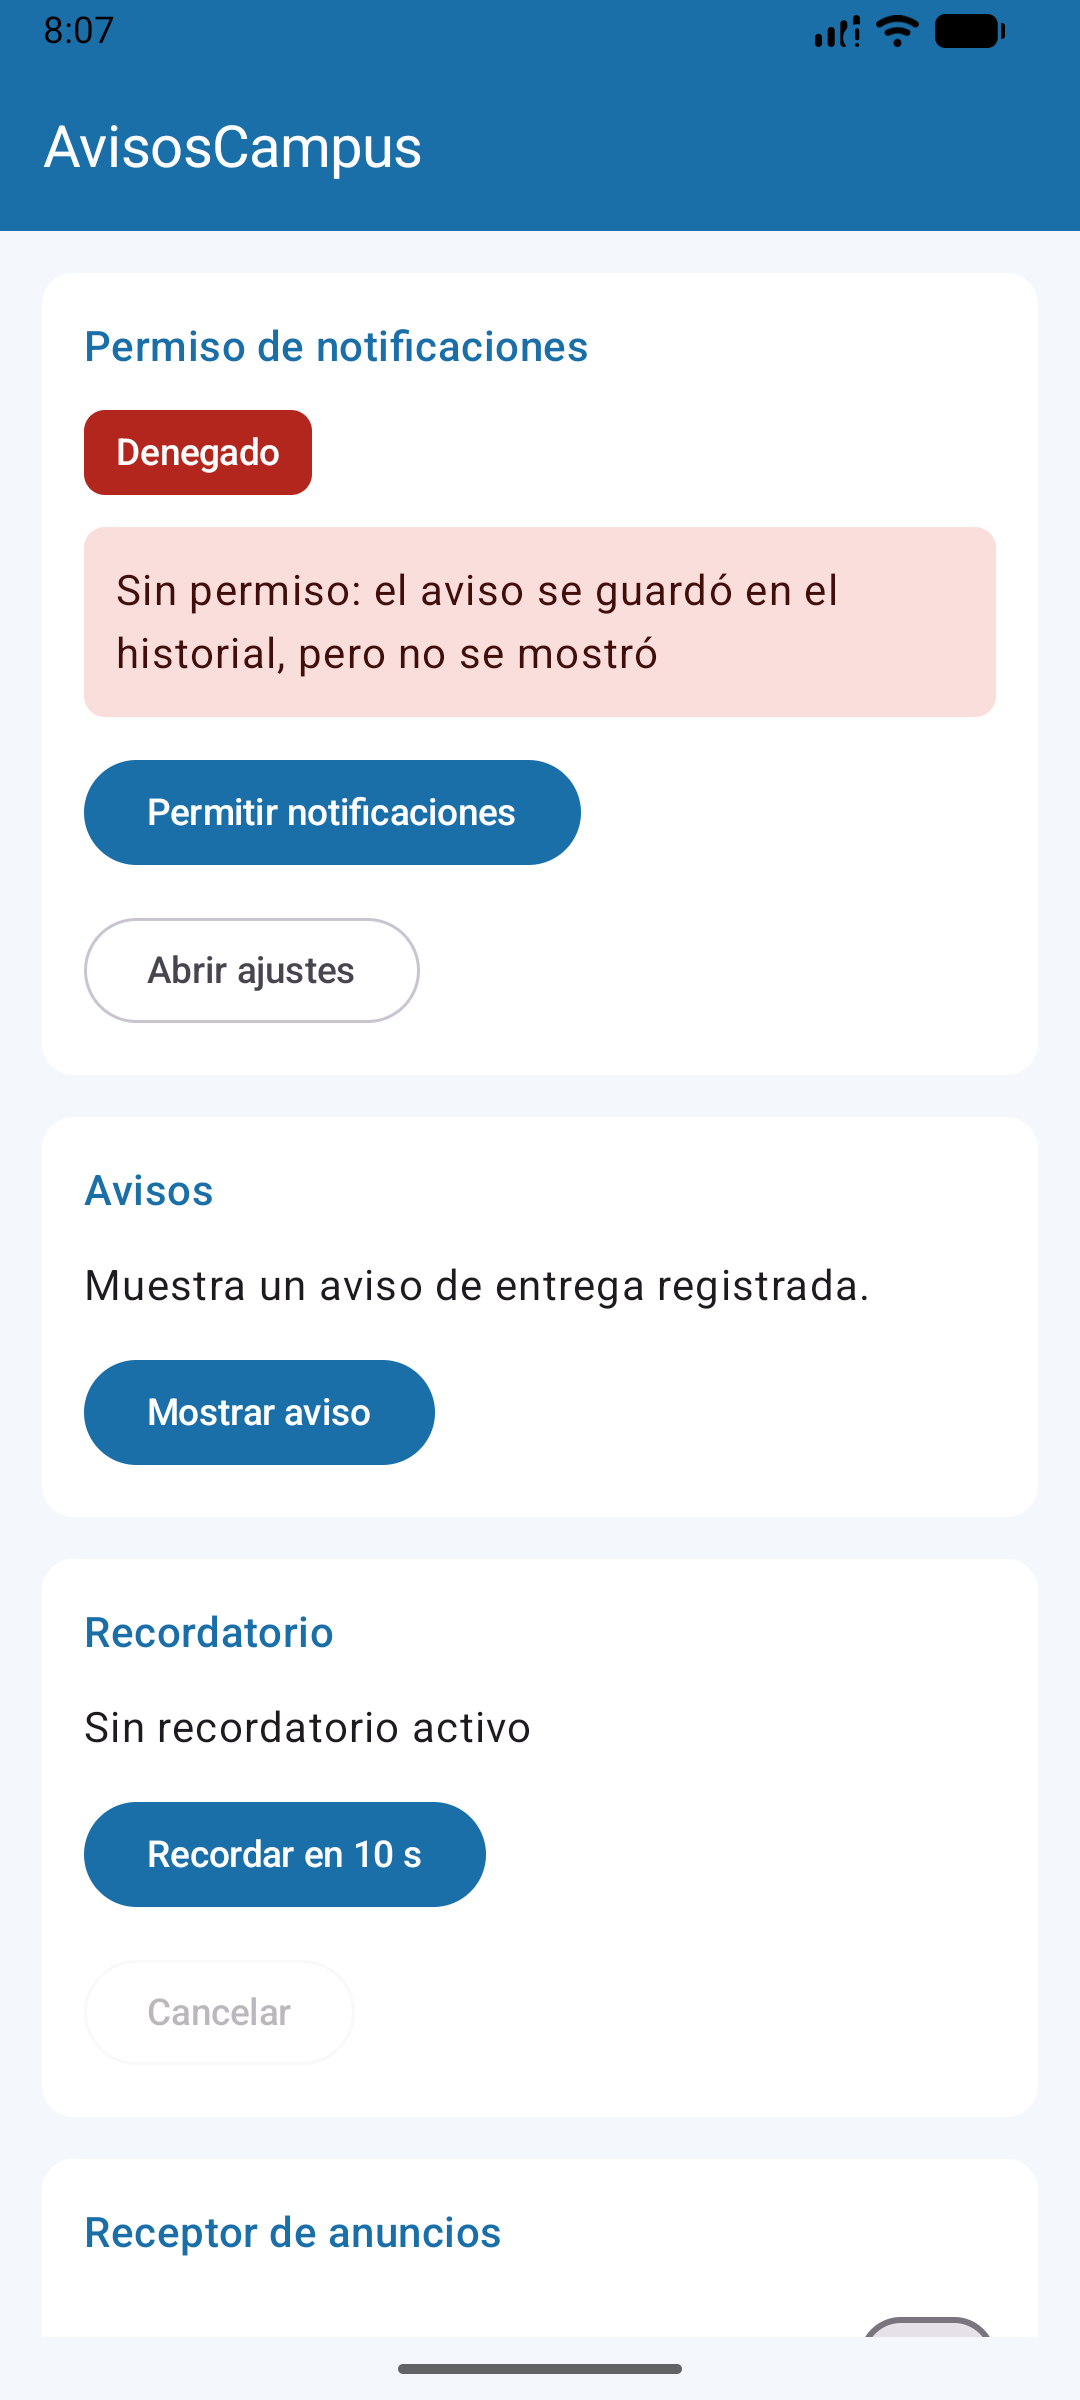 8:07
AvisosCampus
Permiso de notificaciones
Denegado
Sin permiso: el aviso se guardó en el
historial, pero no se mostró
Permitir notificaciones
Abrir ajustes
Avisos
Muestra un aviso de entrega registrada.
Mostrar aviso
Recordatorio
Sin recordatorio activo
Recordar en 10 s
Cancelar
Receptor de anuncios